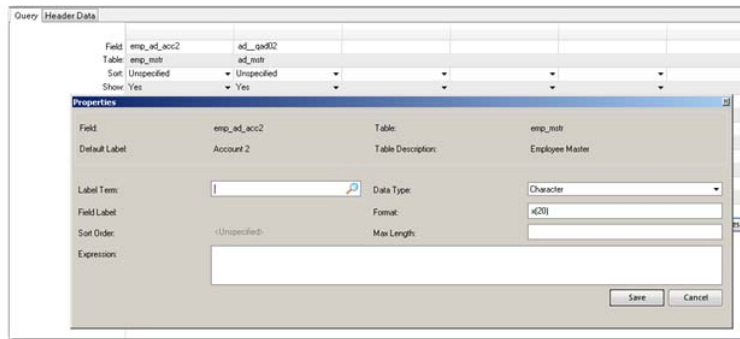 Query Header Data
Field: emp_ad_acc2 ad__qad02
Table: emp_mstr ad_mstr
Sort: Unspecified Unspecified
Show: Yes Yes
Properties
Field: emp_ad_acc2 Table: emp_mstr
Default Label: Account 2 Table Description: Employee Master
Label Term: Data Type: Character
Field Label: Format: x(20)
Sort Order: <Unspecified> Max Length:
Expression:
Save Cancel